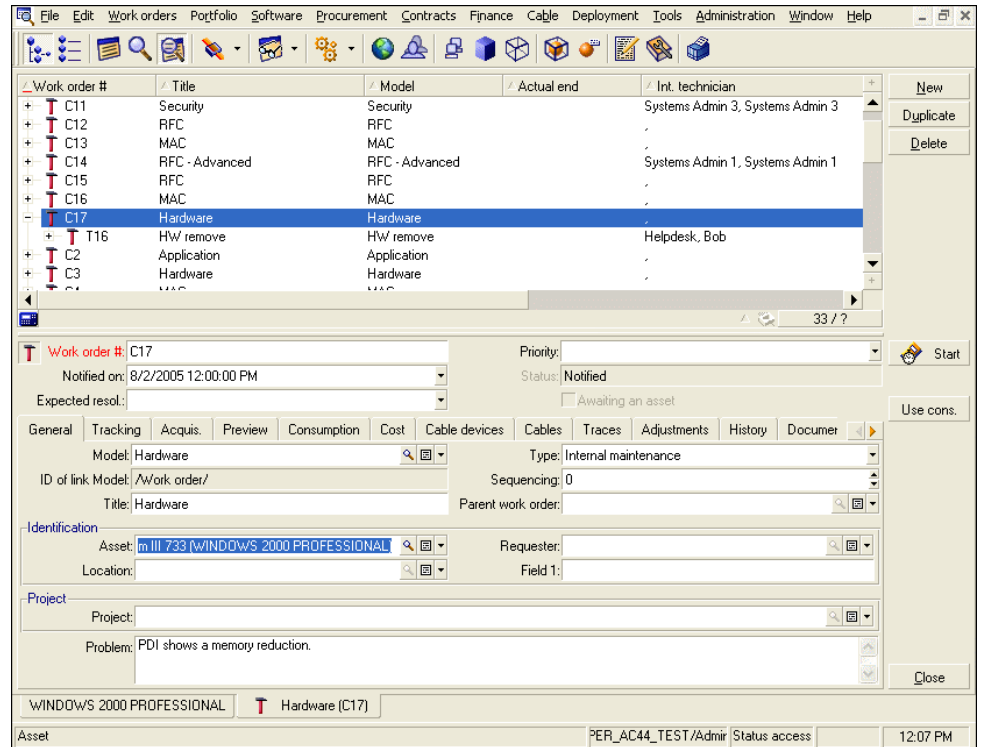 File Edit Work orders Portfolio Software Procurement Contracts Finance Cable Deployment Tools Administration Window Help
Work order # Title Model Actual end Int. technician
New
C11 Security Security Systems Admin 3, Systems Admin 3
C12 RFC RFC ,
Duplicate
C13 MAC MAC ,
Delete
C14 RFC - Advanced RFC - Advanced Systems Admin 1, Systems Admin 1
C15 RFC RFC ,
C16 MAC MAC ,
C17 Hardware Hardware ,
T16 HW remove HW remove Helpdesk, Bob
C2 Application Application ,
C3 Hardware Hardware ,
33 / ?
Work order #: C17 Priority:
Start
Notified on: 8/2/2005 12:00:00 PM Status: Notified
Expected resol.: Awaiting an asset
Use cons.
General Tracking Acquis. Preview Consumption Cost Cable devices Cables Traces Adjustments History Documer
Model: Hardware Type: Internal maintenance
ID of link Model: /Work order/ Sequencing: 0
Title: Hardware Parent work order:
Identification
Asset: m III 733 (WINDOWS 2000 PROFESSIONAL) Requester:
Location: Field 1:
Project
Project:
Problem: PDI shows a memory reduction.
Close
WINDOWS 2000 PROFESSIONAL Hardware (C17)
Asset PER_AC44_TEST/Admir Status access 12:07 PM